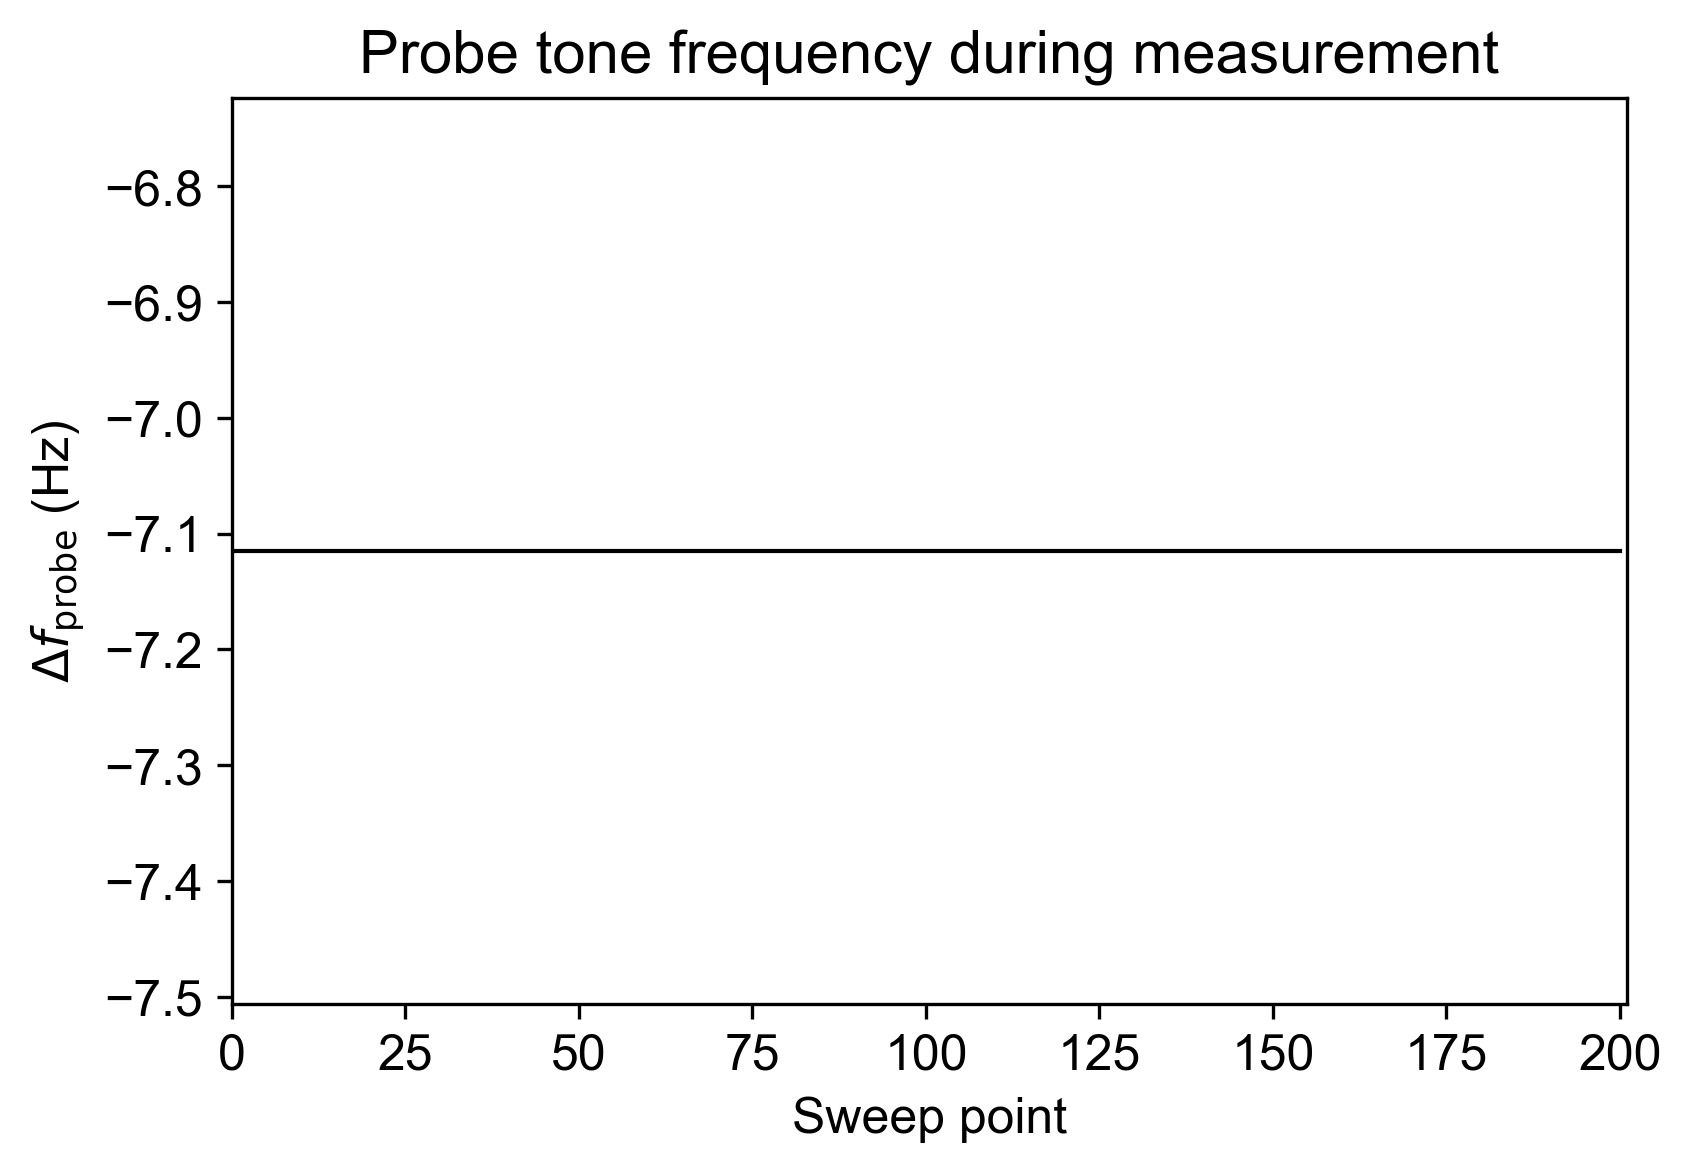 Probe tone frequency during measurement
−6.8
−6.9
−7.0
−7.1
−7.2
−7.3
−7.4
−7.5
Δf_probe (Hz)
0 25 50 75 100 125 150 175 200
Sweep point